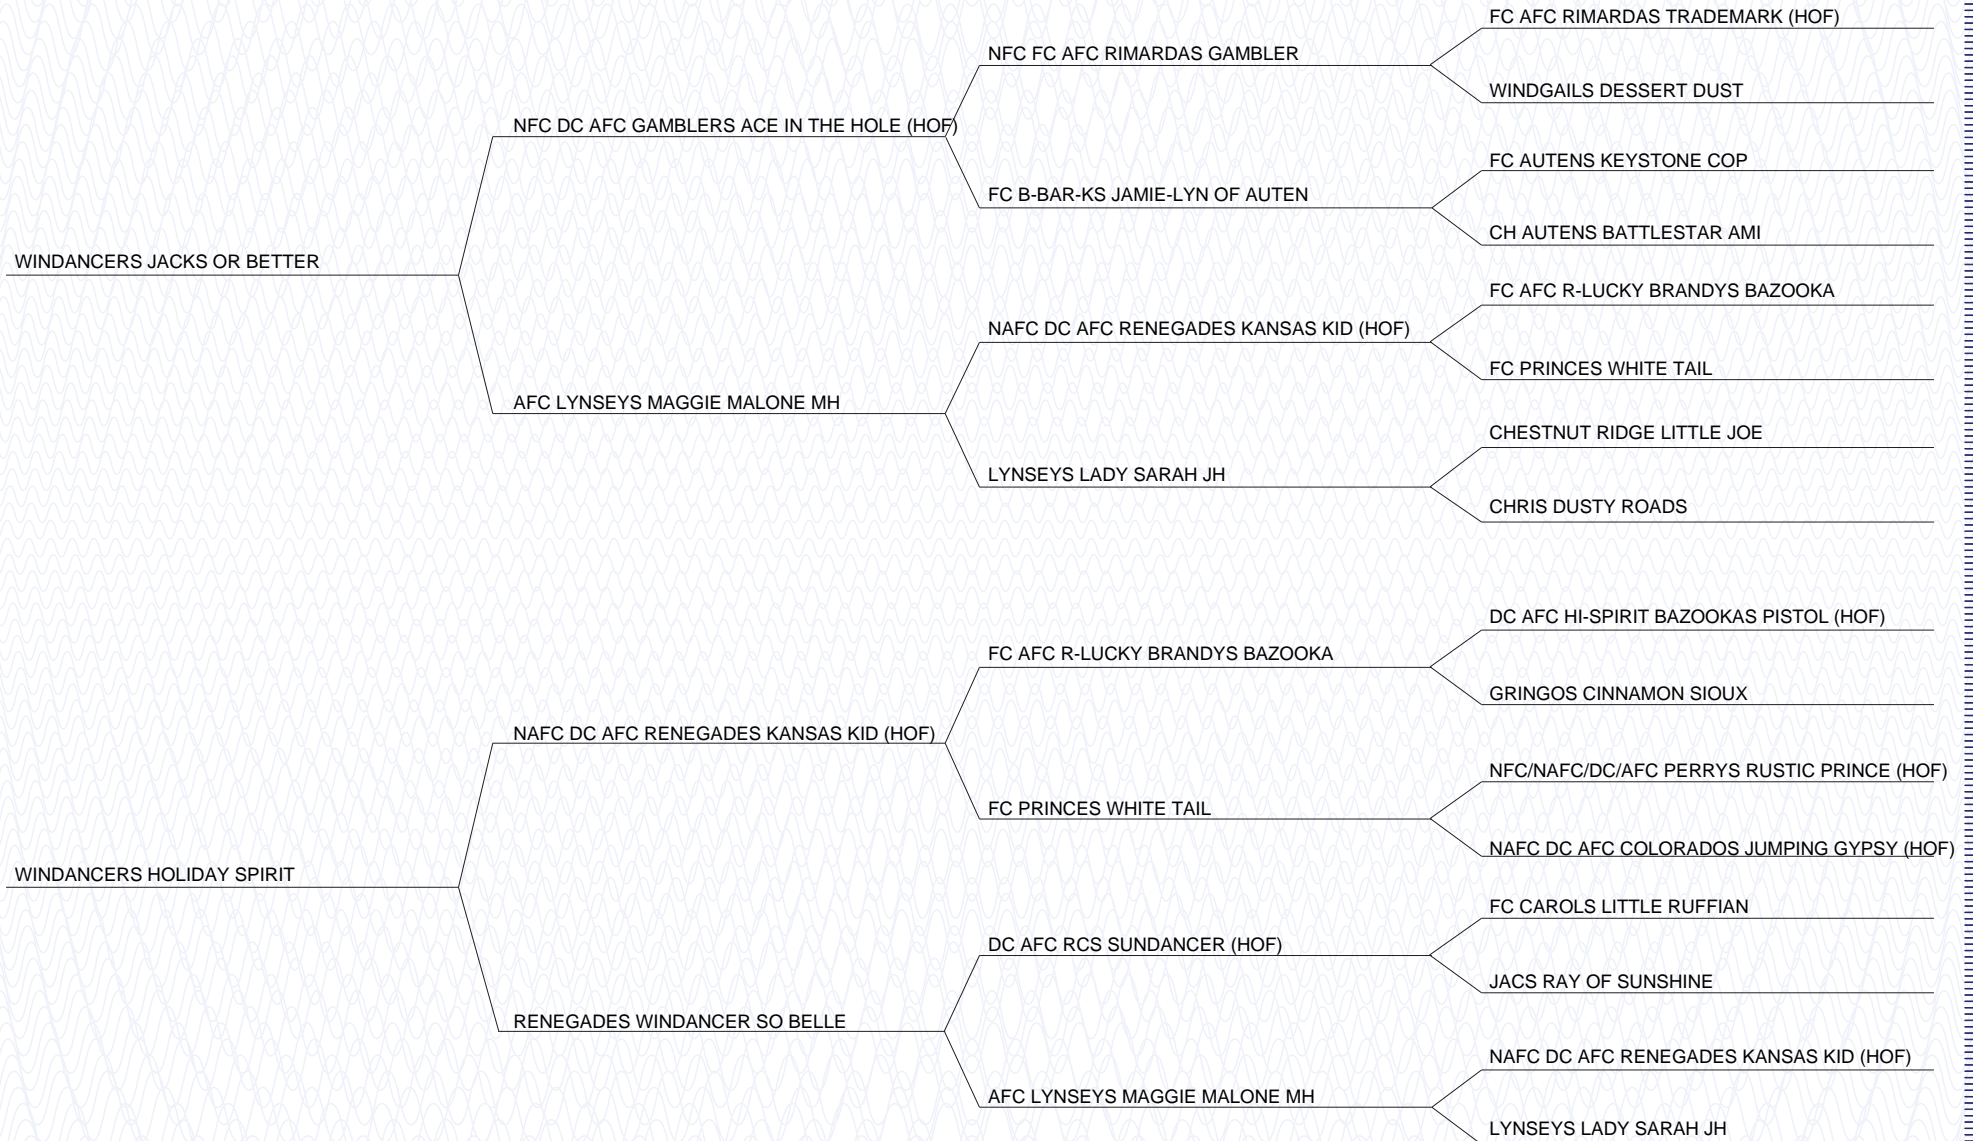 FC AFC RIMARDAS TRADEMARK (HOF)
NFC FC AFC RIMARDAS GAMBLER
WINDGAILS DESSERT DUST
NFC DC AFC GAMBLERS ACE IN THE HOLE (HOF)
FC AUTENS KEYSTONE COP
FC B-BAR-KS JAMIE-LYN OF AUTEN
CH AUTENS BATTLESTAR AMI
WINDANCERS JACKS OR BETTER
FC AFC R-LUCKY BRANDYS BAZOOKA
NAFC DC AFC RENEGADES KANSAS KID (HOF)
FC PRINCES WHITE TAIL
AFC LYNSEYS MAGGIE MALONE MH
CHESTNUT RIDGE LITTLE JOE
LYNSEYS LADY SARAH JH
CHRIS DUSTY ROADS
DC AFC HI-SPIRIT BAZOOKAS PISTOL (HOF)
FC AFC R-LUCKY BRANDYS BAZOOKA
GRINGOS CINNAMON SIOUX
NAFC DC AFC RENEGADES KANSAS KID (HOF)
NFC/NAFC/DC/AFC PERRYS RUSTIC PRINCE (HOF)
FC PRINCES WHITE TAIL
NAFC DC AFC COLORADOS JUMPING GYPSY (HOF)
WINDANCERS HOLIDAY SPIRIT
FC CAROLS LITTLE RUFFIAN
DC AFC RCS SUNDANCER (HOF)
JACS RAY OF SUNSHINE
RENEGADES WINDANCER SO BELLE
NAFC DC AFC RENEGADES KANSAS KID (HOF)
AFC LYNSEYS MAGGIE MALONE MH
LYNSEYS LADY SARAH JH